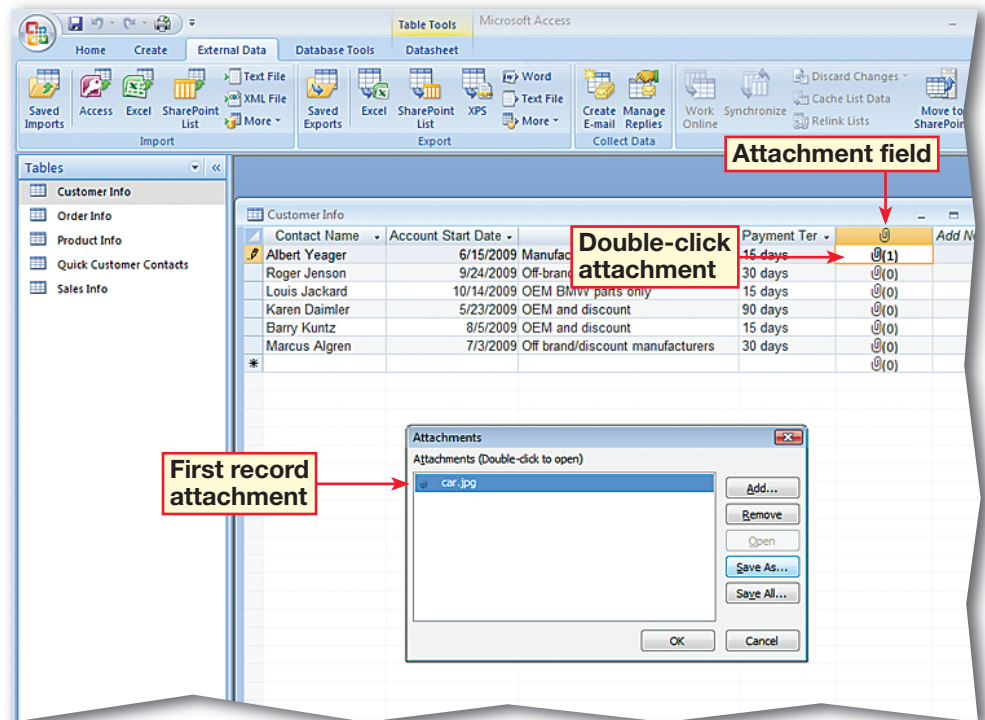 Table Tools Microsoft Access
Home Create External Data Database Tools Datasheet
Saved Imports
Access
Excel
SharePoint List
Text File
XML File
More
Import
Saved Exports
Excel
SharePoint List
XPS
Word
Text File
More
Export
Create E-mail
Manage Replies
Collect Data
Work Online
Synchronize
Discard Changes
Cache List Data
Relink Lists
Move to
Attachment field
Tables
Customer Info
Order Info
Product Info
Quick Customer Contacts
Sales Info
Customer Info
Contact Name Account Start Date Payment Ter Add
Double-click
attachment
Albert Yeager 6/15/2009 15 days (1)
Roger Jenson 9/24/2009 30 days (0)
Louis Jackard 10/14/2009 OEM BMW parts only 15 days (0)
Karen Daimler 5/23/2009 OEM and discount 90 days (0)
Barry Kuntz 8/5/2009 OEM and discount 15 days (0)
Marcus Algren 7/3/2009 Off brand/discount manufacturers 30 days (0)
(0)
Attachments
Attachments (Double-click to open)
First record
attachment
car.jpg
Add...
Remove
Open
Save As...
Save All...
OK Cancel